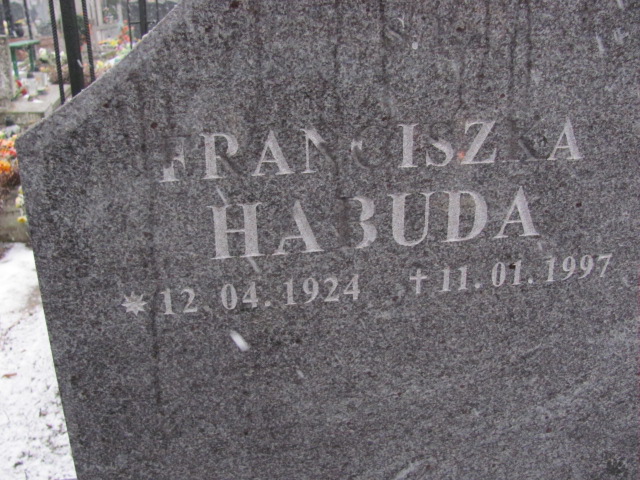 FRANCISZKA
HABUDA
* 12.04.1924 † 11.01.1997